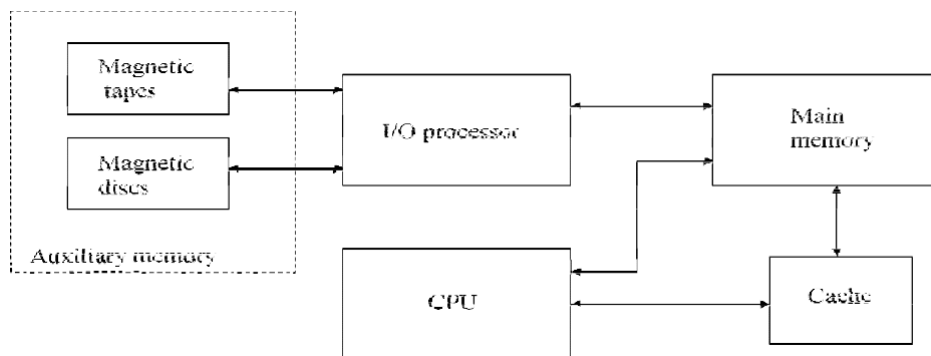 Magnetic
tapes
I/O processor
Main
memory
Magnetic
discs
Auxiliary memory
CPU
Cache